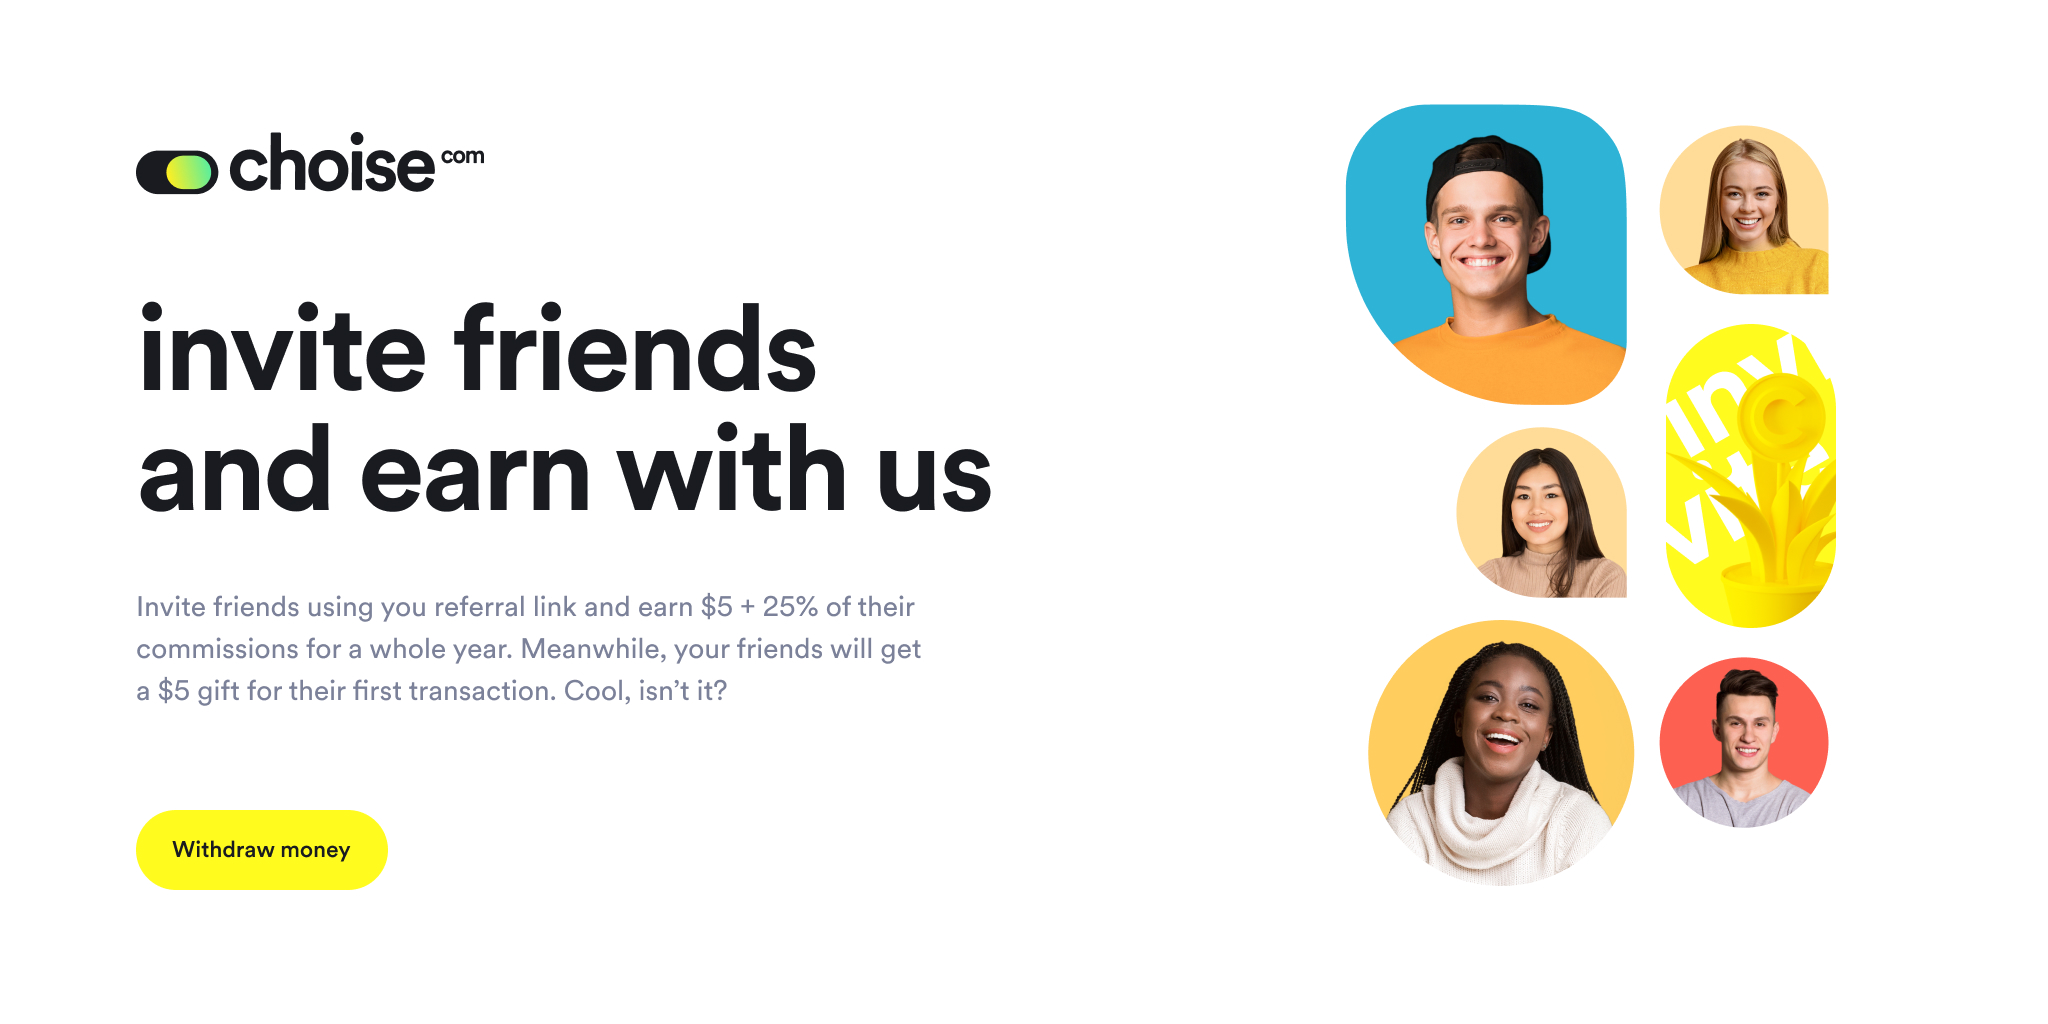 choise com
invite friends
and earn with us
Invite friends using you referral link and earn $5 + 25% of their
commissions for a whole year. Meanwhile, your friends will get
a $5 gift for their first transaction. Cool, isn’t it?
Withdraw money
C